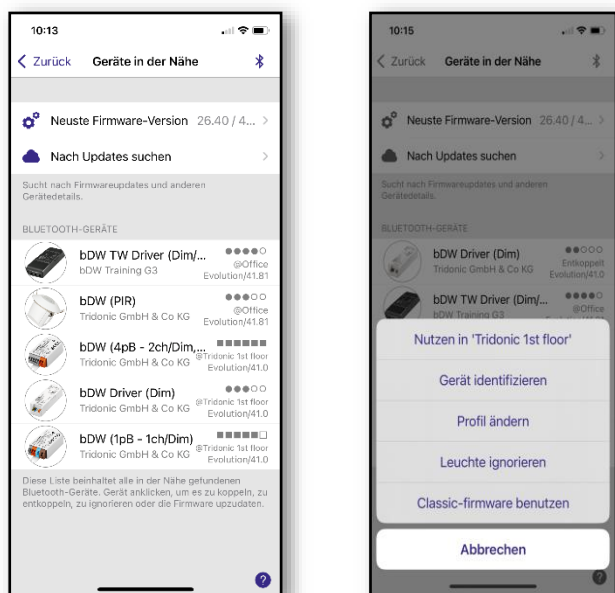 10:13
Zurück Geräte in der Nähe
Neuste Firmware-Version 26.40 / 4...
Nach Updates suchen
Sucht nach Firmwareupdates und anderen
Gerätedetails.
BLUETOOTH-GERÄTE
bDW TW Driver (Dim/...
bDW Training G3
@Office
Evolution/41.81
bDW (PIR)
Tridonic GmbH & Co KG
@Office
Evolution/41.81
bDW (4pB - 2ch/Dim,...
Tridonic GmbH & Co KG
@Tridonic 1st floor
Evolution/41.0
bDW Driver (Dim)
Tridonic GmbH & Co KG
@Tridonic 1st floor
Evolution/41.0
bDW (1pB - 1ch/Dim)
Tridonic GmbH & Co KG
@Tridonic 1st floor
Evolution/41.0
Diese Liste beinhaltet alle in der Nähe gefundenen
Bluetooth-Geräte. Gerät anklicken, um es zu koppeln, zu
entkoppeln, zu ignorieren oder die Firmware upzudaten.
?
10:15
Zurück Geräte in der Nähe
Neuste Firmware-Version 26.40 / 4...
Nach Updates suchen
Sucht nach Firmwareupdates und anderen
Gerätedetails.
BLUETOOTH-GERÄTE
bDW Driver (Dim)
Tridonic GmbH & Co KG
Entkoppelt
Evolution/41.0
bDW TW Driver (Dim/...
bDW Training G3
@Office
Nutzen in 'Tridonic 1st floor'
Gerät identifizieren
Profil ändern
Leuchte ignorieren
Classic-firmware benutzen
Abbrechen
?